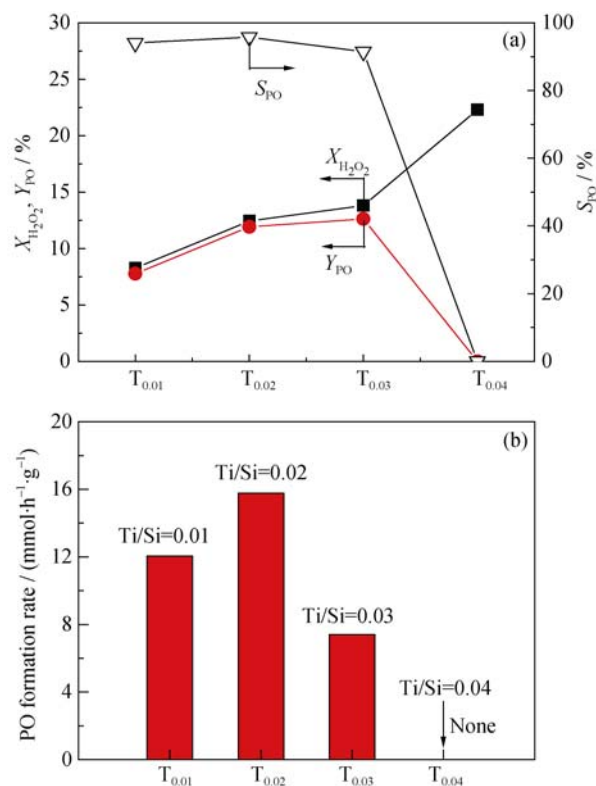 (a)
30
25
20
15
10
5
0
X_H₂O₂, Y_PO / %
100
80
60
40
20
0
S_PO / %
S_PO
X_H₂O₂
Y_PO
T₀.₀₁ T₀.₀₂ T₀.₀₃ T₀.₀₄
(b)
20
16
12
8
4
0
PO formation rate / (mmol·h⁻¹·g⁻¹)
Ti/Si=0.01
Ti/Si=0.02
Ti/Si=0.03
Ti/Si=0.04
None
T₀.₀₁ T₀.₀₂ T₀.₀₃ T₀.₀₄